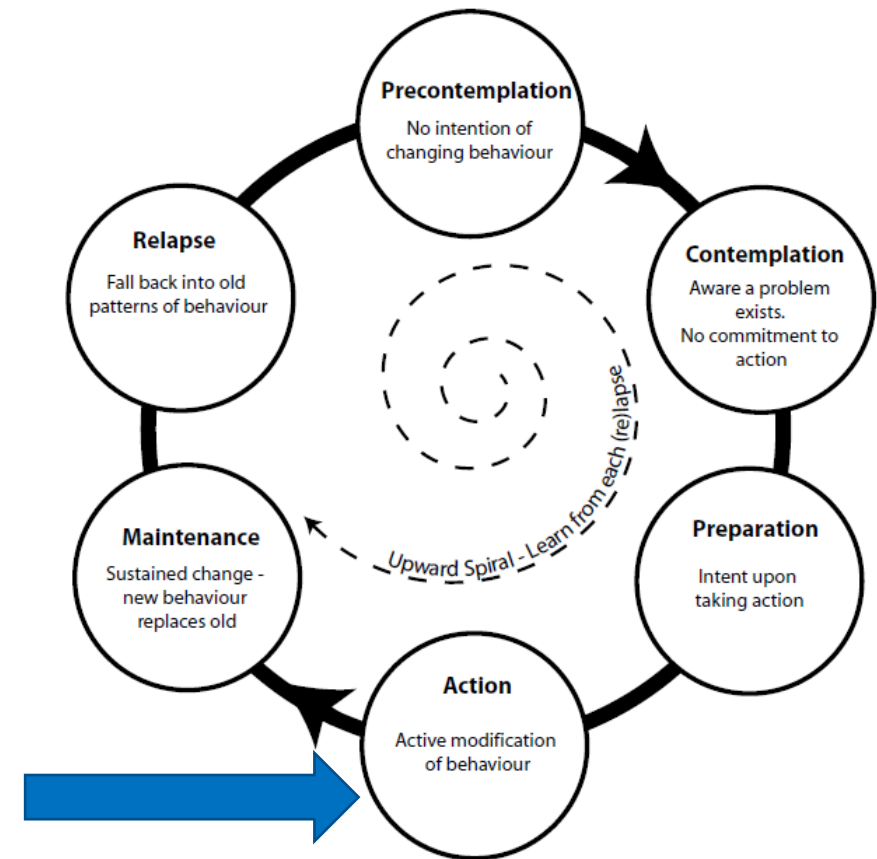 Precontemplation
No intention of
changing behaviour
Contemplation
Aware a problem
exists.
No commitment to
action
Preparation
Intent upon
taking action
Action
Active modification
of behaviour
Maintenance
Sustained change -
new behaviour
replaces old
Relapse
Fall back into old
patterns of behaviour
Upward Spiral - Learn from each (re)lapse